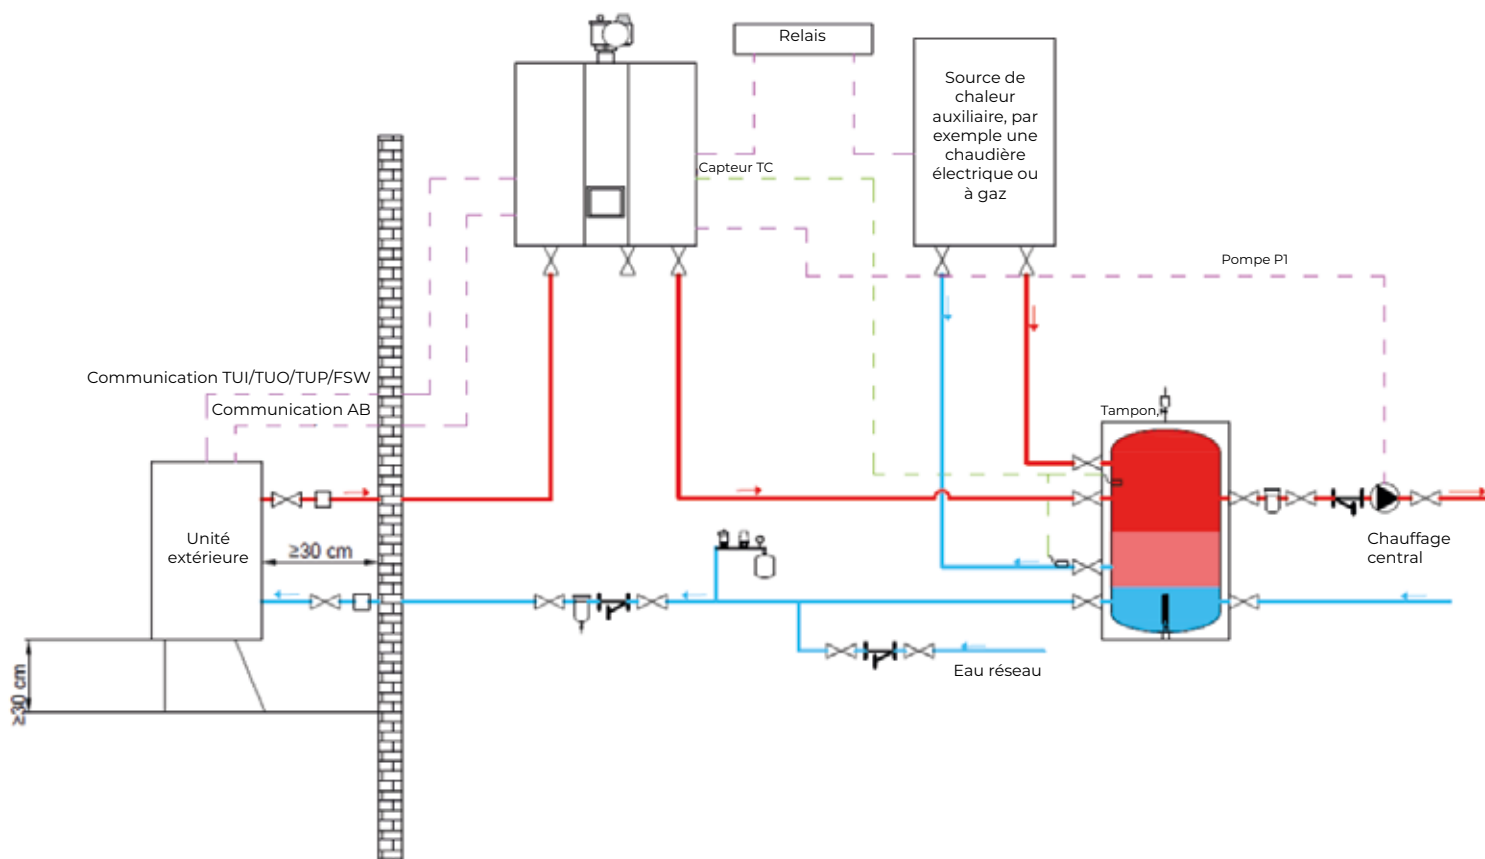 Relais
Source de
chaleur
auxiliaire, par
exemple une
chaudière
électrique ou
à gaz
Capteur TC
Pompe P1
Communication TUI/TUO/TUP/FSW
Communication AB
Tampon,
Unité
extérieure
≥30 cm
Chauffage
central
≥30 cm
Eau réseau